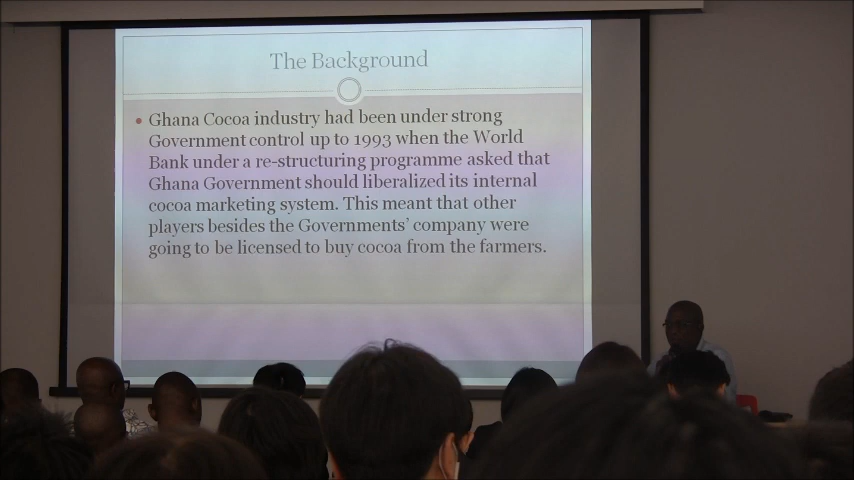 The Background
Ghana Cocoa industry had been under strong
Government control up to 1993 when the World
Bank under a re-structuring programme asked that
Ghana Government should liberalized its internal
cocoa marketing system. This meant that other
players besides the Governments' company were
going to be licensed to buy cocoa from the farmers.